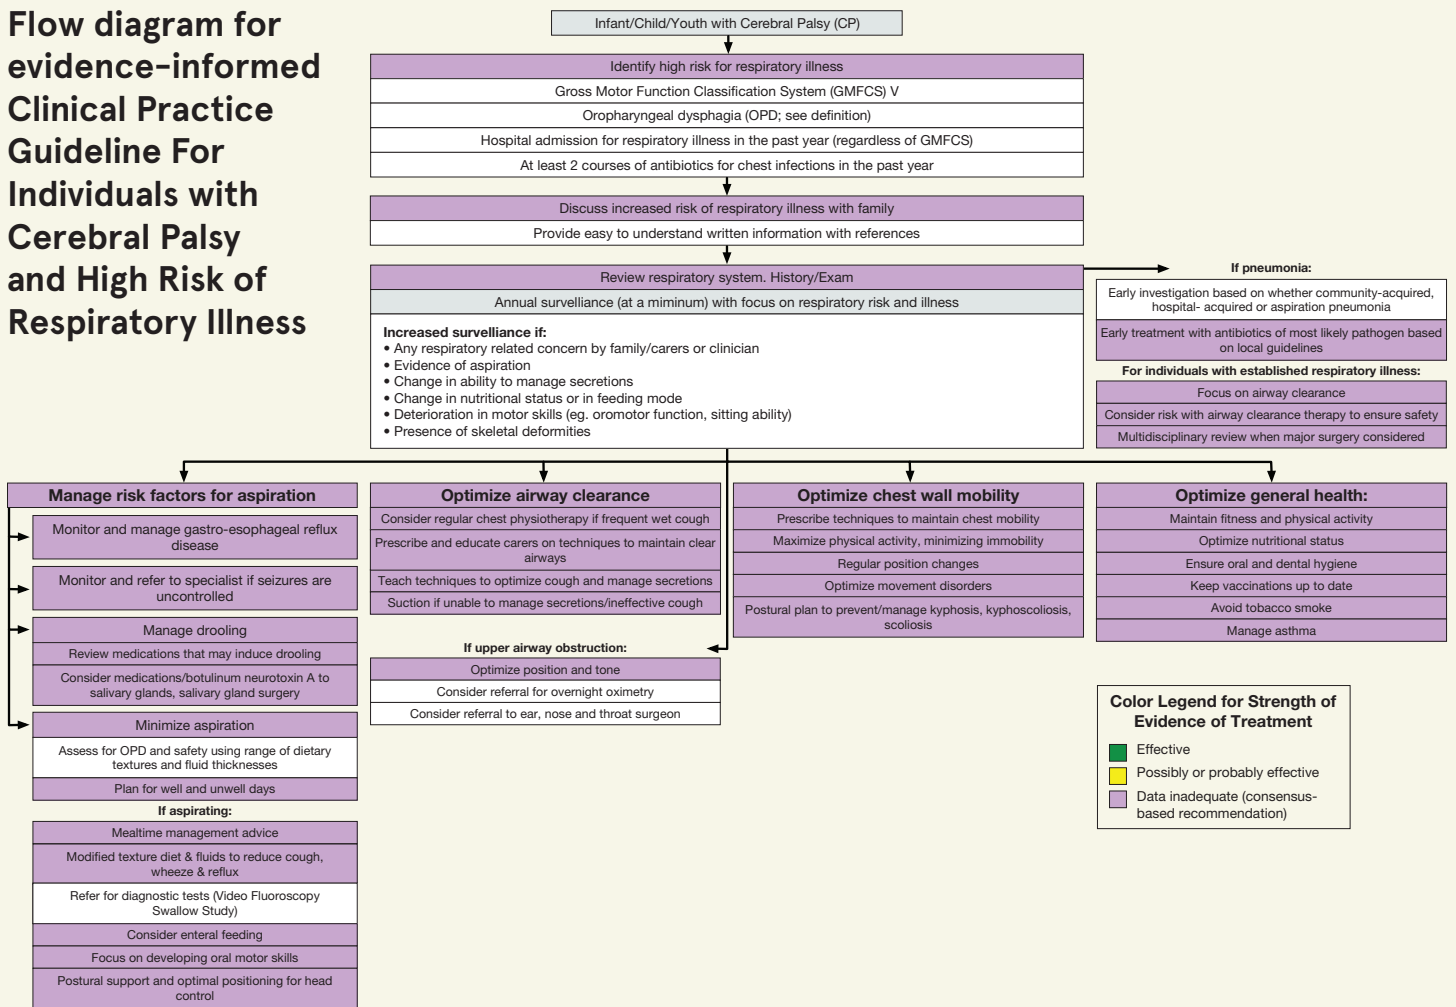 Flow diagram for
evidence-informed
Clinical Practice
Guideline For
Individuals with
Cerebral Palsy
and High Risk of
Respiratory Illness
Infant/Child/Youth with Cerebral Palsy (CP)
Identify high risk for respiratory illness
Gross Motor Function Classification System (GMFCS) V
Oropharyngeal dysphagia (OPD; see definition)
Hospital admission for respiratory illness in the past year (regardless of GMFCS)
At least 2 courses of antibiotics for chest infections in the past year
Discuss increased risk of respiratory illness with family
Provide easy to understand written information with references
Review respiratory system. History/Exam
Annual survelliance (at a miminum) with focus on respiratory risk and illness
Increased survelliance if:
• Any respiratory related concern by family/carers or clinician
• Evidence of aspiration
• Change in ability to manage secretions
• Change in nutritional status or in feeding mode
• Deterioration in motor skills (eg. oromotor function, sitting ability)
• Presence of skeletal deformities
If pneumonia:
Early investigation based on whether community-acquired,
hospital- acquired or aspiration pneumonia
Early treatment with antibiotics of most likely pathogen based
on local guidelines
For individuals with established respiratory illness:
Focus on airway clearance
Consider risk with airway clearance therapy to ensure safety
Multidisciplinary review when major surgery considered
Manage risk factors for aspiration
Monitor and manage gastro-esophageal reflux
disease
Monitor and refer to specialist if seizures are
uncontrolled
Manage drooling
Review medications that may induce drooling
Consider medications/botulinum neurotoxin A to
salivary glands, salivary gland surgery
Minimize aspiration
Assess for OPD and safety using range of dietary
textures and fluid thicknesses
Plan for well and unwell days
If aspirating:
Mealtime management advice
Modified texture diet & fluids to reduce cough,
wheeze & reflux
Refer for diagnostic tests (Video Fluoroscopy
Swallow Study)
Consider enteral feeding
Focus on developing oral motor skills
Postural support and optimal positioning for head
control
Optimize airway clearance
Consider regular chest physiotherapy if frequent wet cough
Prescribe and educate carers on techniques to maintain clear
airways
Teach techniques to optimize cough and manage secretions
Suction if unable to manage secretions/ineffective cough
If upper airway obstruction:
Optimize position and tone
Consider referral for overnight oximetry
Consider referral to ear, nose and throat surgeon
Optimize chest wall mobility
Prescribe techniques to maintain chest mobility
Maximize physical activity, minimizing immobility
Regular position changes
Optimize movement disorders
Postural plan to prevent/manage kyphosis, kyphoscoliosis,
scoliosis
Optimize general health:
Maintain fitness and physical activity
Optimize nutritional status
Ensure oral and dental hygiene
Keep vaccinations up to date
Avoid tobacco smoke
Manage asthma
Color Legend for Strength of
Evidence of Treatment
Effective
Possibly or probably effective
Data inadequate (consensus-
based recommendation)